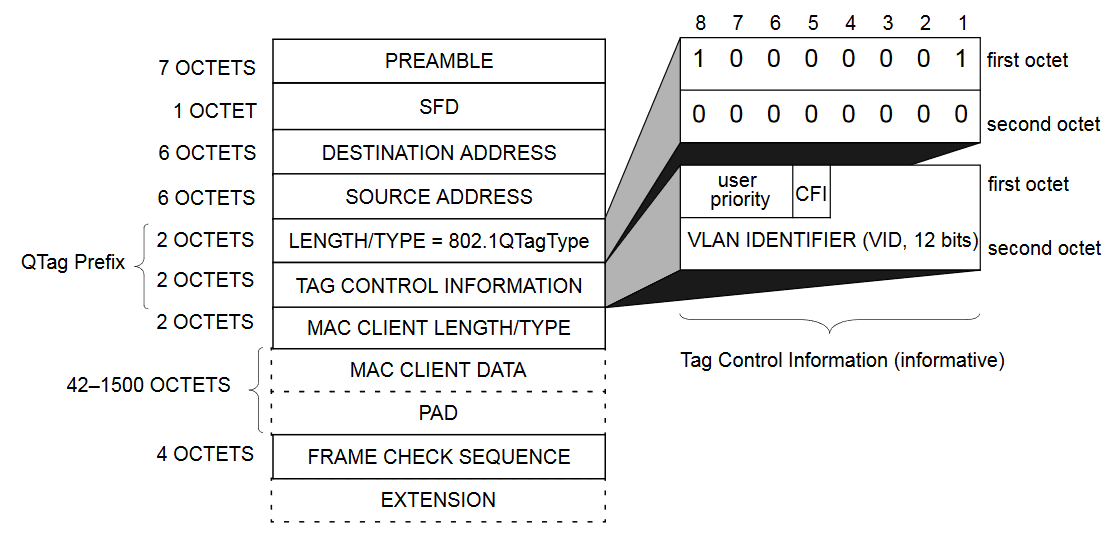 8 7 6 5 4 3 2 1
7 OCTETS PREAMBLE 1 0 0 0 0 0 0 1 first octet
1 OCTET SFD 0 0 0 0 0 0 0 0 second octet
6 OCTETS DESTINATION ADDRESS
6 OCTETS SOURCE ADDRESS user priority CFI first octet
2 OCTETS LENGTH/TYPE = 802.1QTagType VLAN IDENTIFIER (VID, 12 bits) second octet
QTag Prefix
2 OCTETS TAG CONTROL INFORMATION
2 OCTETS MAC CLIENT LENGTH/TYPE
Tag Control Information (informative)
MAC CLIENT DATA
42–1500 OCTETS
PAD
4 OCTETS FRAME CHECK SEQUENCE
EXTENSION